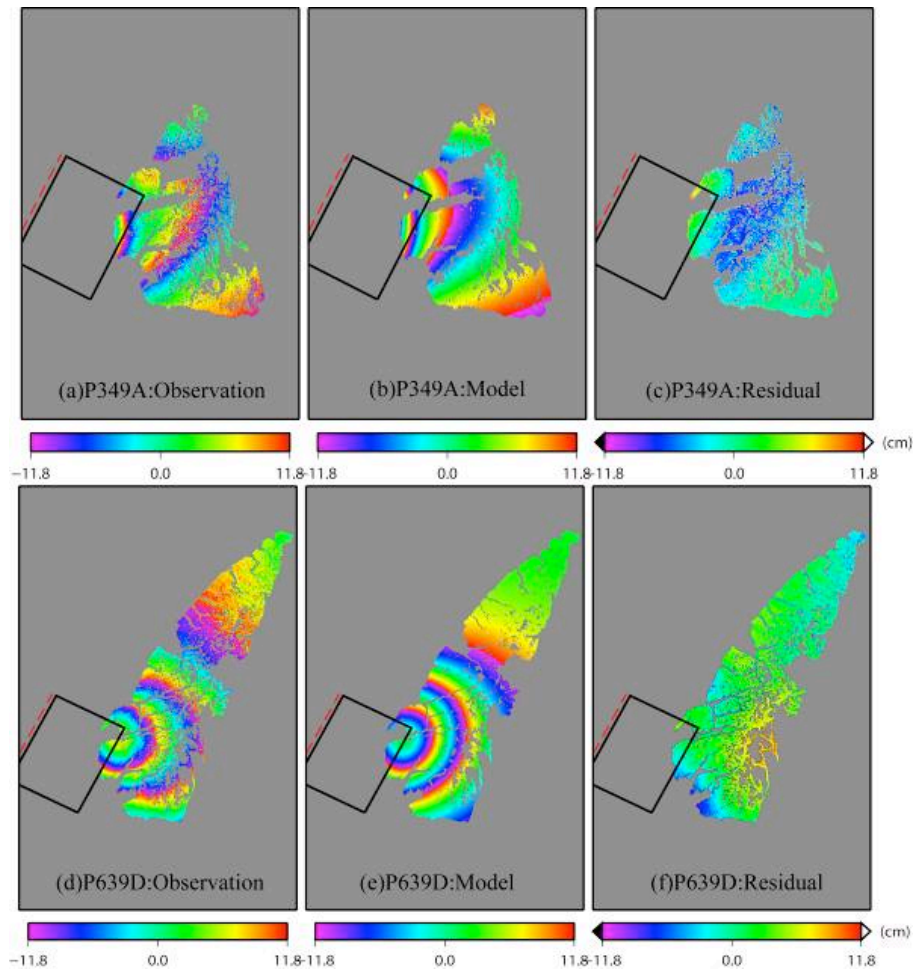 (a)P349A:Observation
(b)P349A:Model
(c)P349A:Residual
−11.8 0.0 11.8
−11.8 0.0 11.8
−11.8 0.0 11.8 (cm)
(d)P639D:Observation
(e)P639D:Model
(f)P639D:Residual
−11.8 0.0 11.8
−11.8 0.0 11.8
−11.8 0.0 11.8 (cm)